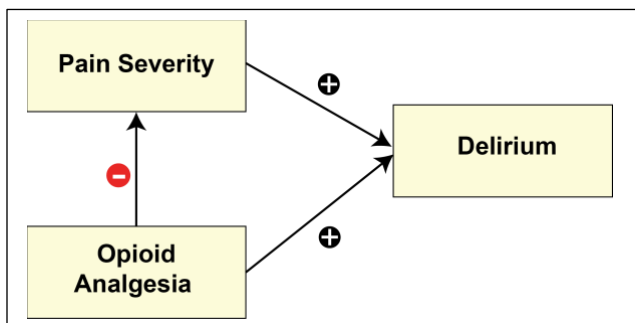 Pain Severity
+
Delirium
−
+
Opioid
Analgesia